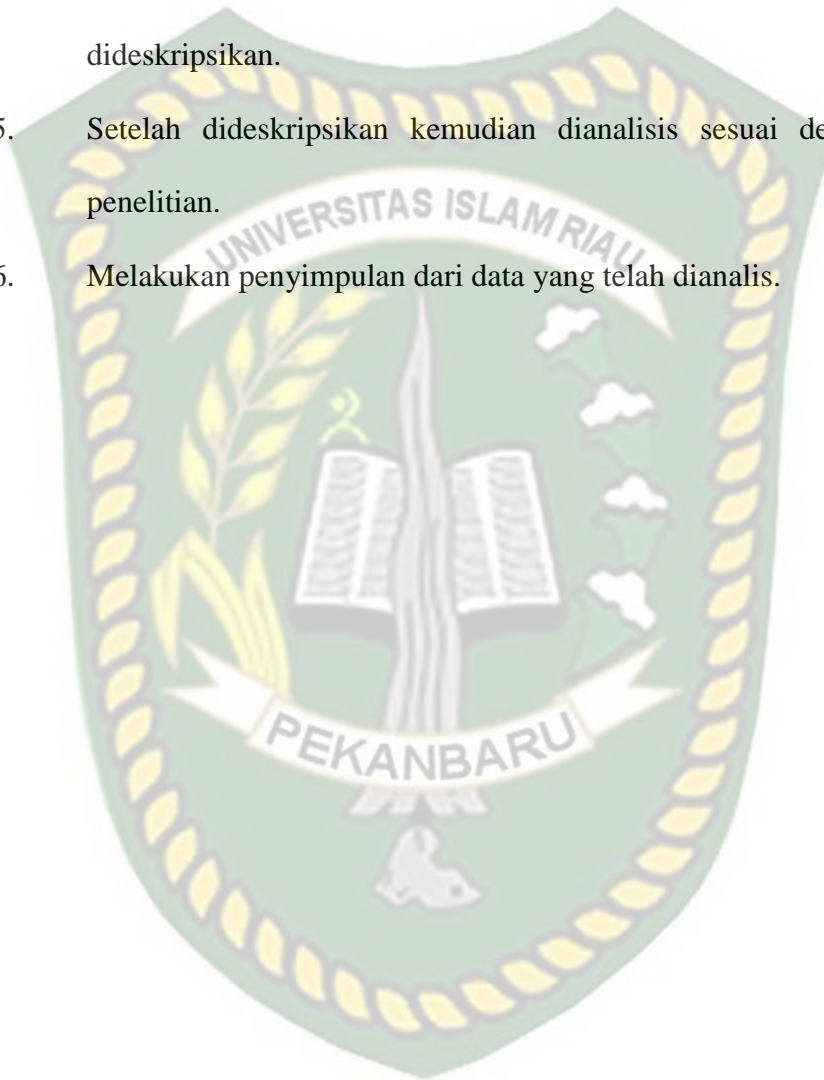 dideskripsikan.
5. Setelah dideskripsikan kemudian dianalisis sesuai
penelitian.
UNIVERSITAS ISLAM RIAU
6. Melakukan penyimpulan dari data yang telah dianalis.
PEKANBARU